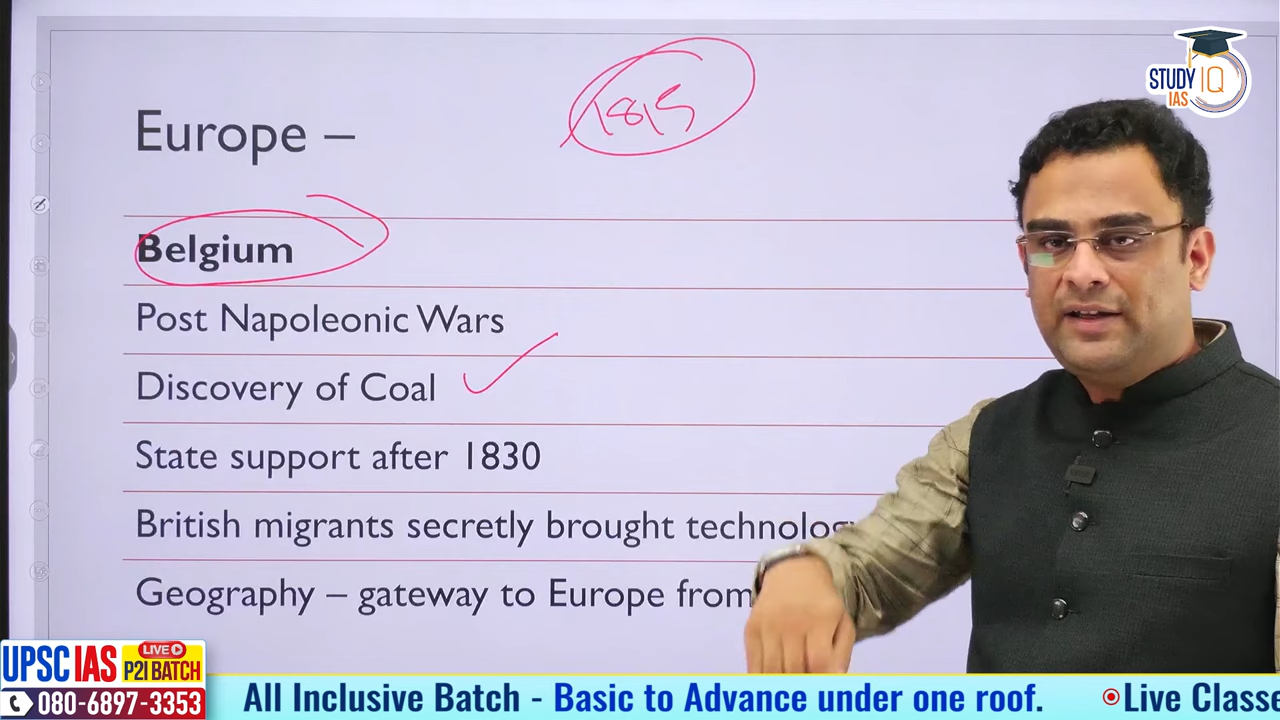 1815
STUDY IQ
IAS
Europe –
Belgium
Post Napoleonic Wars
Discovery of Coal
State support after 1830
British migrants secretly brought
Geography – gateway to Europe from
UPSC IAS
LIVE
P2I BATCH
080-6897-3353
All Inclusive Batch - Basic to Advance under one roof.
Live